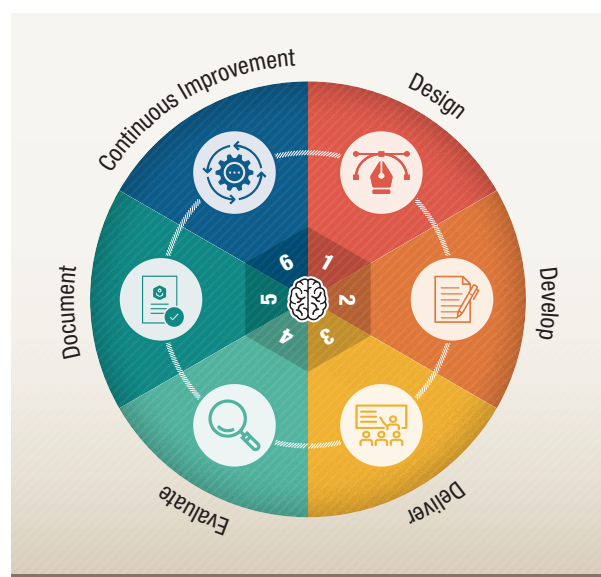 1
Design
2
Develop
3
Deliver
4
Evaluate
5
Document
6
Continuous Improvement